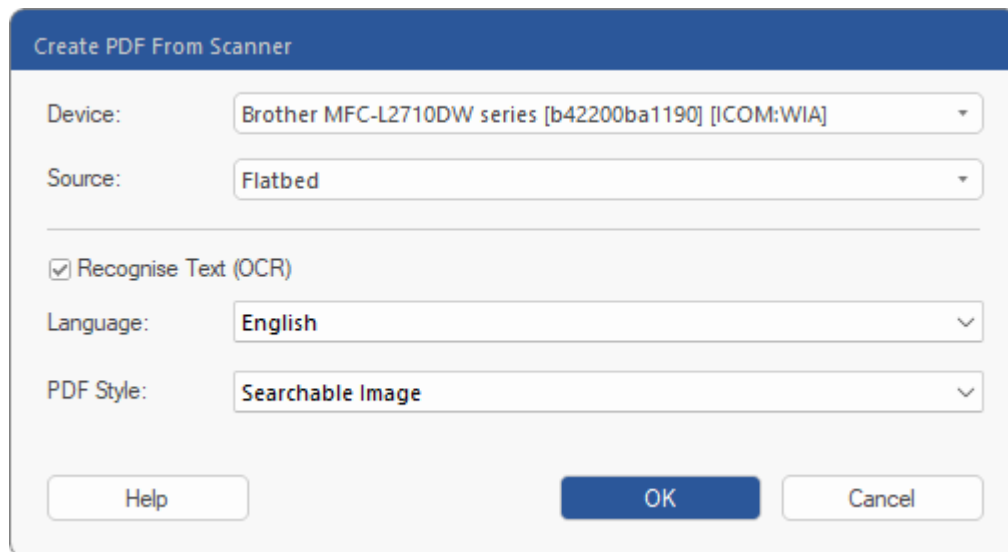 Create PDF From Scanner
Device: Brother MFC-L2710DW series [b42200ba1190] [ICOM:WIA]
Source: Flatbed
Recognise Text (OCR)
Language: English
PDF Style: Searchable Image
Help OK Cancel